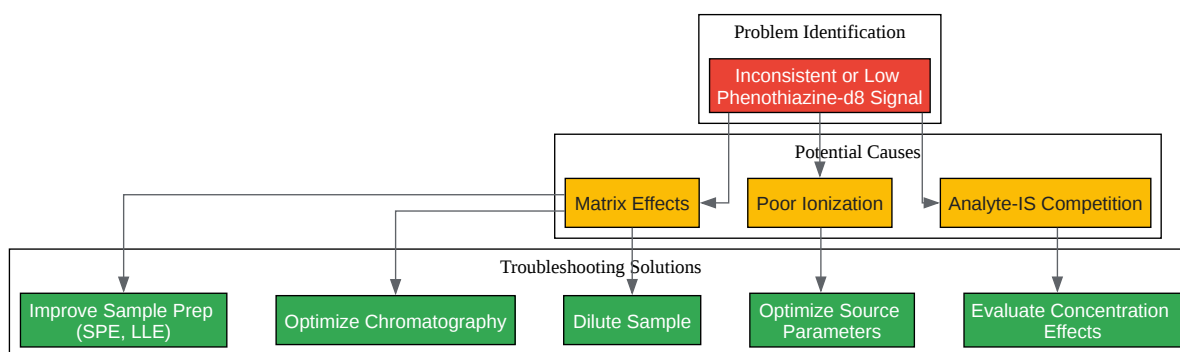 Problem Identification
Inconsistent or Low
Phenothiazine-d8 Signal
Potential Causes
Matrix Effects
Poor Ionization
Analyte-IS Competition
Troubleshooting Solutions
Improve Sample Prep
(SPE, LLE)
Optimize Chromatography
Dilute Sample
Optimize Source
Parameters
Evaluate Concentration
Effects